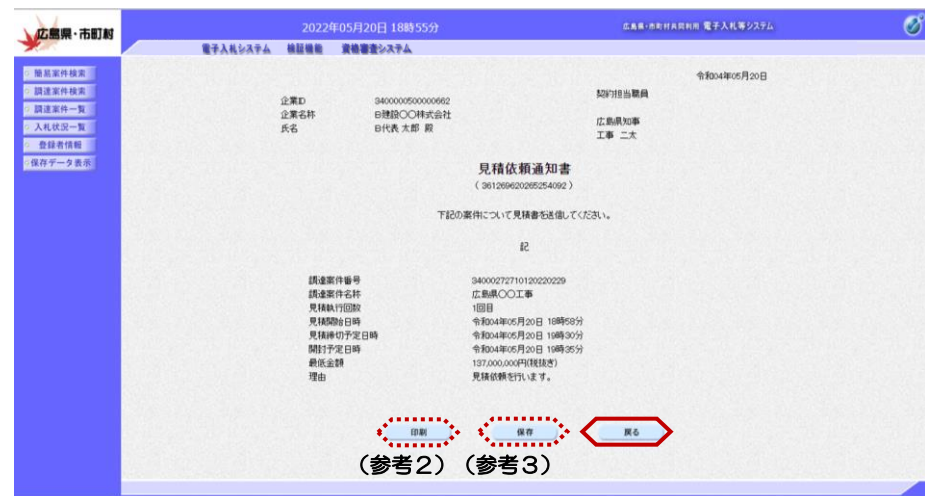 広島県・市町村
2022年05月20日 18時55分
広島県・市町村共同利用 電子入札等システム
電子入札システム 検証機能 資格審査システム
簡易案件検索
調達案件検索
調達案件一覧
入札状況一覧
登録者情報
保存データ表示
令和04年05月20日
企業ID 3400000500000662
企業名称 B建設〇〇株式会社
氏名 B代表 太郎 殿
契約担当職員
広島県知事
工事 二太
見積依頼通知書
( 361269620265254092 )
下記の案件について見積書を送信してください。
記
調達案件番号 34000272710120220229
調達案件名称 広島県〇〇工事
見積執行回数 1回目
見積開始日時 令和04年05月20日 18時58分
見積締切予定日時 令和04年05月20日 19時30分
開封予定日時 令和04年05月20日 19時35分
最低金額 137,000,000円(税抜き)
理由 見積依頼を行います。
印刷 保存 戻る
(参考2) (参考3)